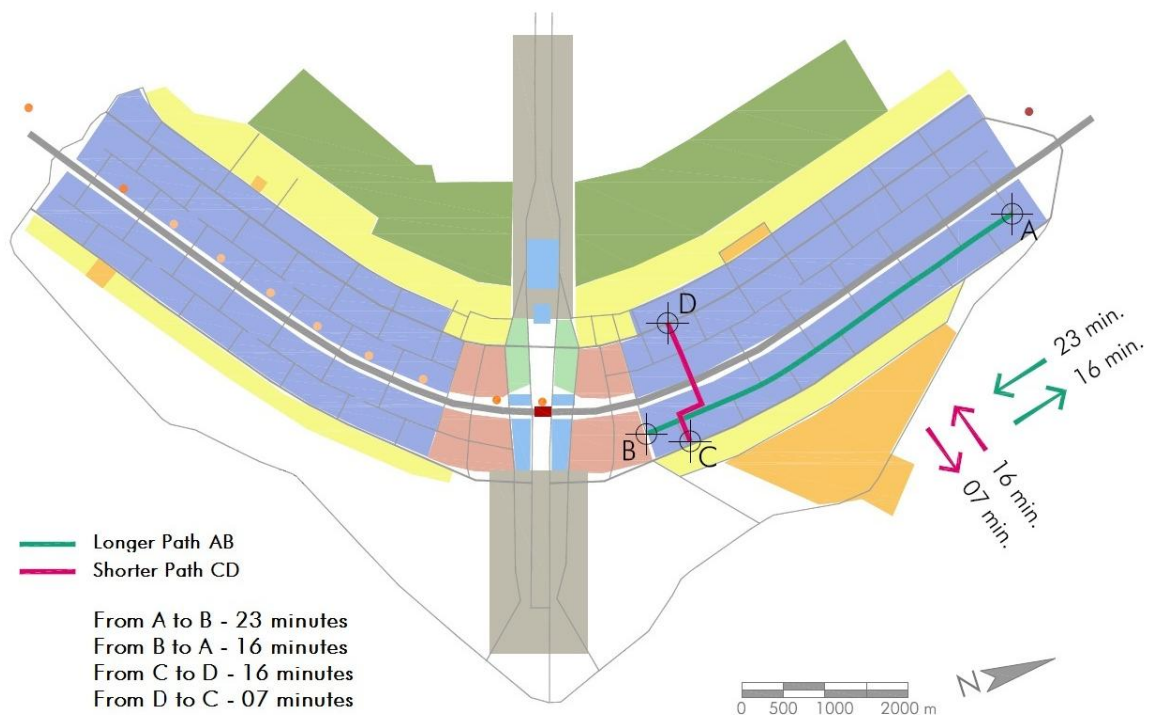 A
D
B
C
23 min.
16 min.
16 min.
07 min.
Longer Path AB
Shorter Path CD
From A to B - 23 minutes
From B to A - 16 minutes
From C to D - 16 minutes
From D to C - 07 minutes
N
0 500 1000 2000 m